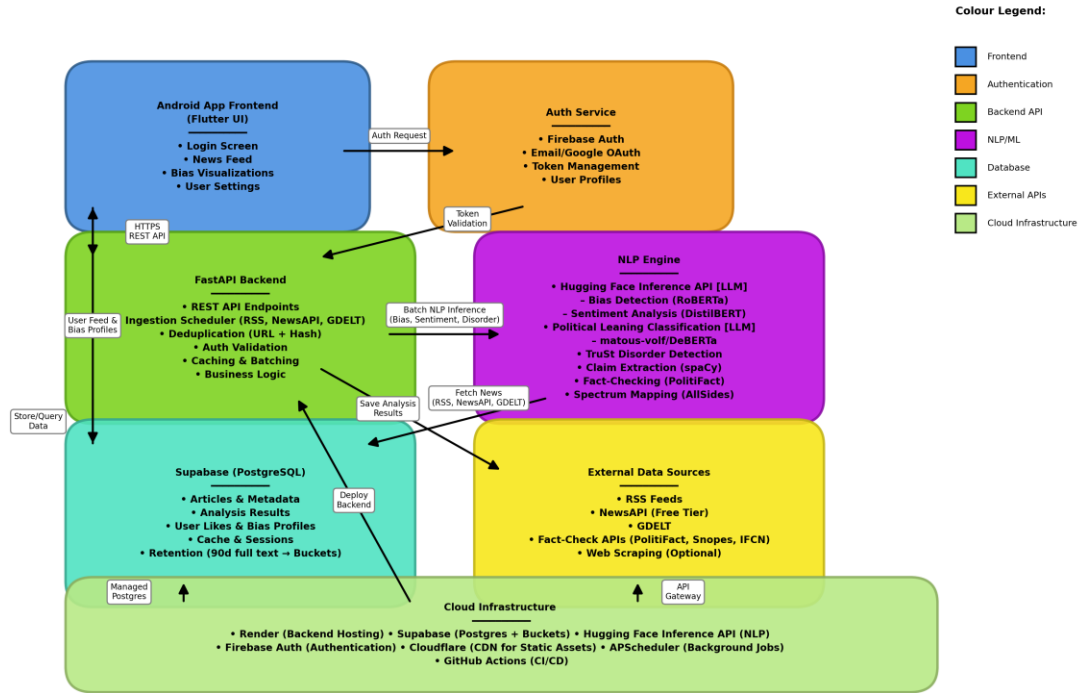 Colour Legend:
Frontend
Authentication
Backend API
NLP/ML
Database
External APIs
Cloud Infrastructure
Android App Frontend
(Flutter UI)
• Login Screen
• News Feed
• Bias Visualizations
• User Settings
Auth Request
Auth Service
• Firebase Auth
• Email/Google OAuth
• Token Management
• User Profiles
HTTPS
REST API
Token
Validation
FastAPI Backend
• REST API Endpoints
Ingestion Scheduler (RSS, NewsAPI, GDELT)
• Deduplication (URL + Hash)
• Auth Validation
• Caching & Batching
• Business Logic
User Feed &
Bias Profiles
Batch NLP Inference
(Bias, Sentiment, Disorder)
NLP Engine
• Hugging Face Inference API [LLM]
– Bias Detection (RoBERTa)
– Sentiment Analysis (DistilBERT)
• Political Leaning Classification [LLM]
– matous-volf/DeBERTa
• TruSt Disorder Detection
• Claim Extraction (spaCy)
• Fact-Checking (PolitiFact)
• Spectrum Mapping (AllSides)
Store/Query
Data
Save Analysis
Results
Fetch News
(RSS, NewsAPI, GDELT)
Supabase (PostgreSQL)
• Articles & Metadata
• Analysis Results
• User Likes & Bias Profiles
• Cache & Sessions
• Retention (90d full text → Buckets)
Deploy
Backend
External Data Sources
• RSS Feeds
• NewsAPI (Free Tier)
• GDELT
• Fact-Check APIs (PolitiFact, Snopes, IFCN)
• Web Scraping (Optional)
Managed
Postgres
API
Gateway
Cloud Infrastructure
• Render (Backend Hosting) • Supabase (Postgres + Buckets) • Hugging Face Inference API (NLP)
• Firebase Auth (Authentication) • Cloudflare (CDN for Static Assets) • APScheduler (Background Jobs)
• GitHub Actions (CI/CD)